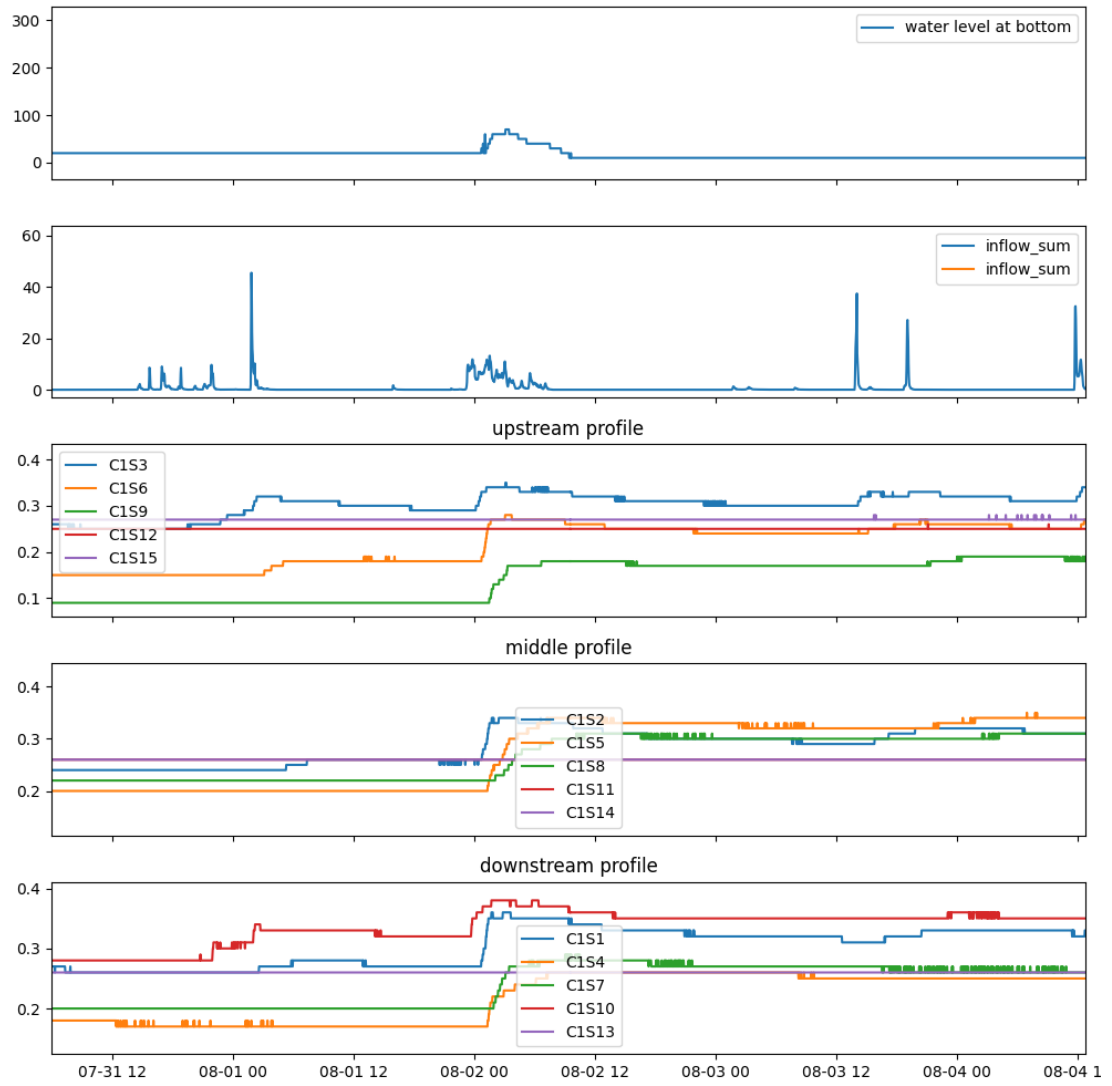 300
200
100
0
water level at bottom
60
40
20
0
inflow_sum
inflow_sum
upstream profile
0.4
0.3
0.2
0.1
C1S3
C1S6
C1S9
C1S12
C1S15
middle profile
0.4
0.3
0.2
C1S2
C1S5
C1S8
C1S11
C1S14
downstream profile
0.4
0.3
0.2
C1S1
C1S4
C1S7
C1S10
C1S13
07-31 12 08-01 00 08-01 12 08-02 00 08-02 12 08-03 00 08-03 12 08-04 00 08-04 1